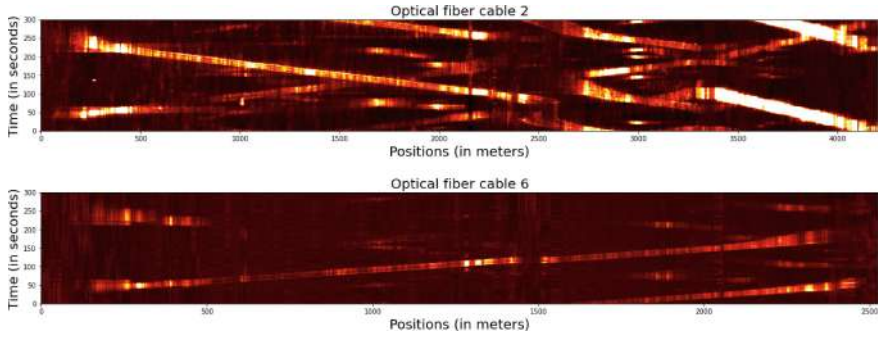 Optical fiber cable 2
Time (in seconds)
300
250
200
150
100
50
0
0 500 1000 1500 2000 2500 3000 3500 4000
Positions (in meters)
Optical fiber cable 6
Time (in seconds)
300
250
200
150
100
50
0
0 500 1000 1500 2000 2500
Positions (in meters)